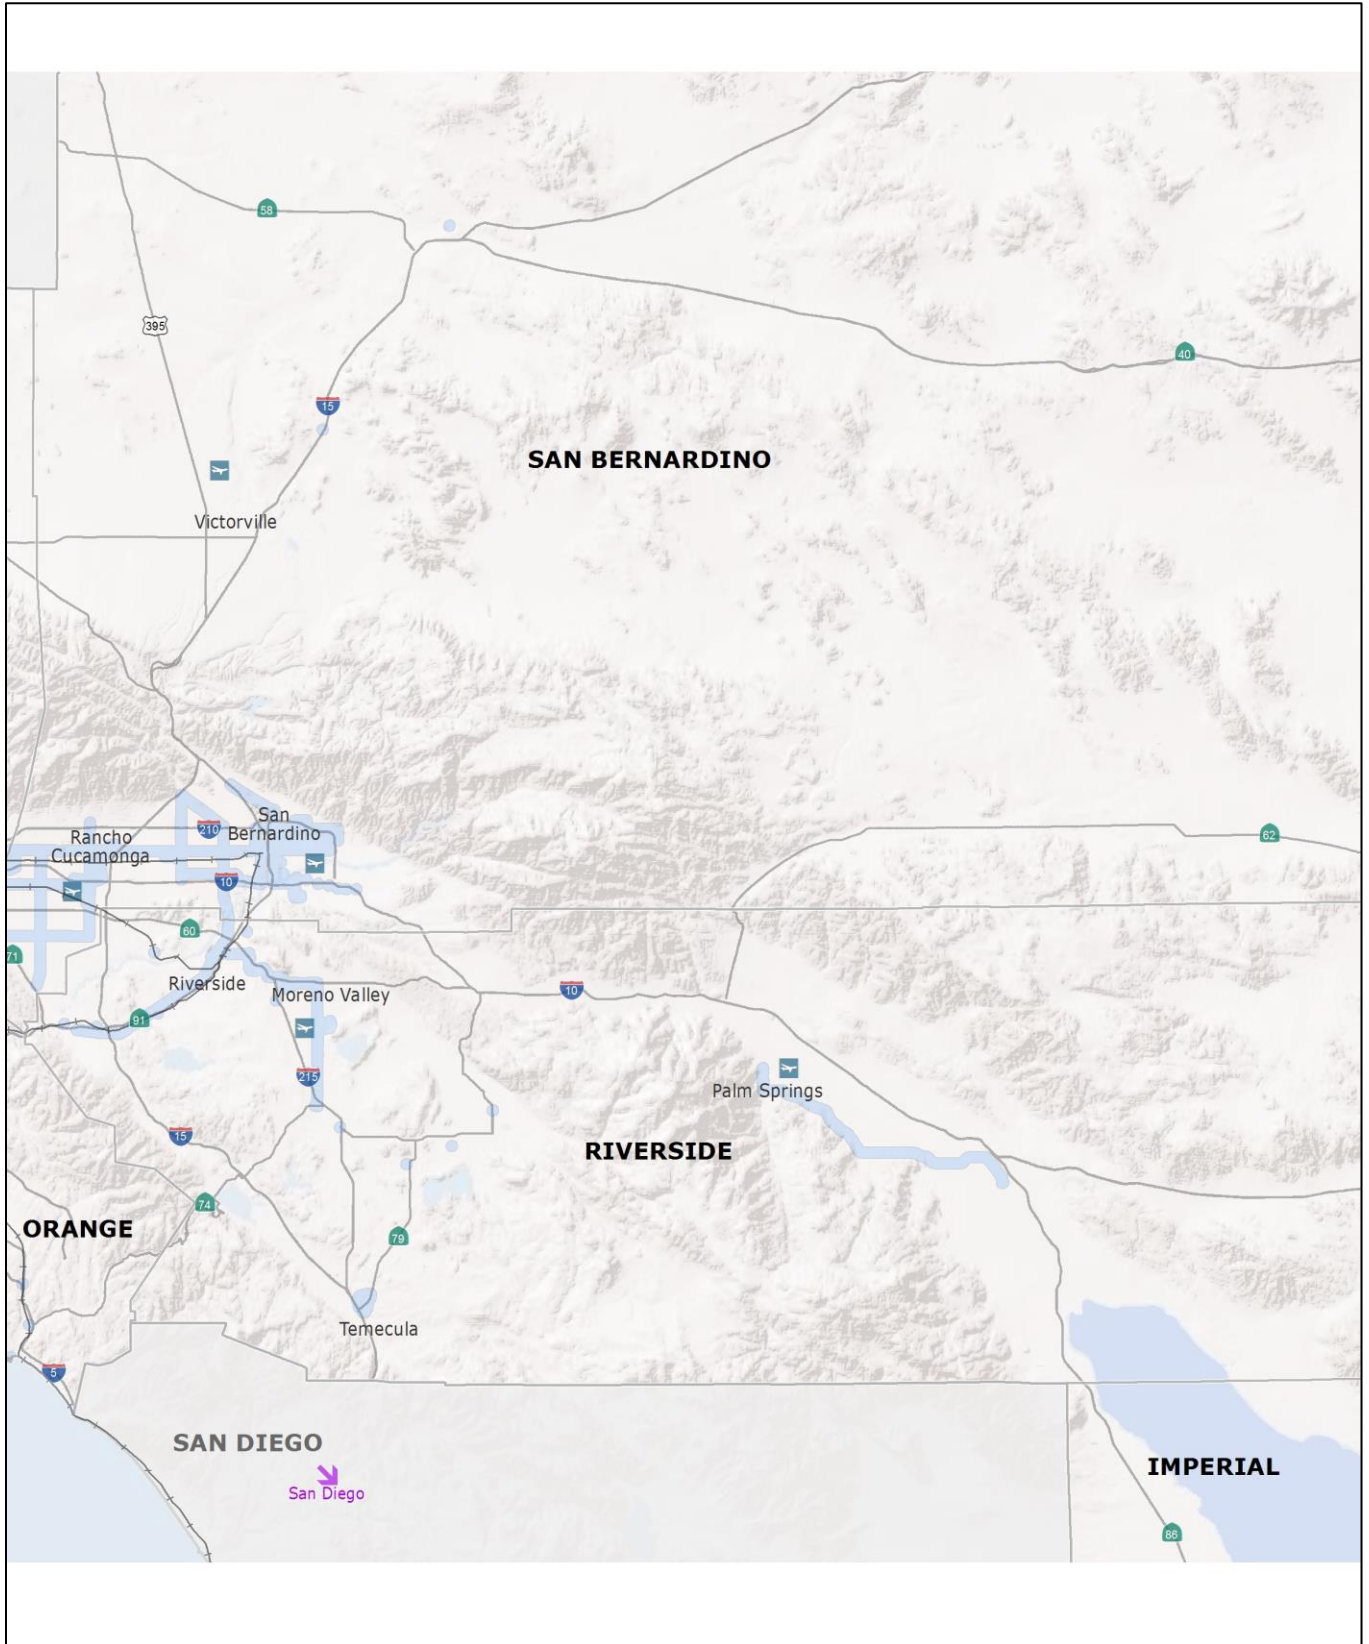 58
395
40
15
SAN BERNARDINO
Victorville
San
Bernardino
210
62
Rancho
Cucamonga
10
60
71
Riverside
Moreno Valley
10
91
215
Palm Springs
15
RIVERSIDE
74
ORANGE
79
Temecula
5
SAN DIEGO
IMPERIAL
San Diego
86